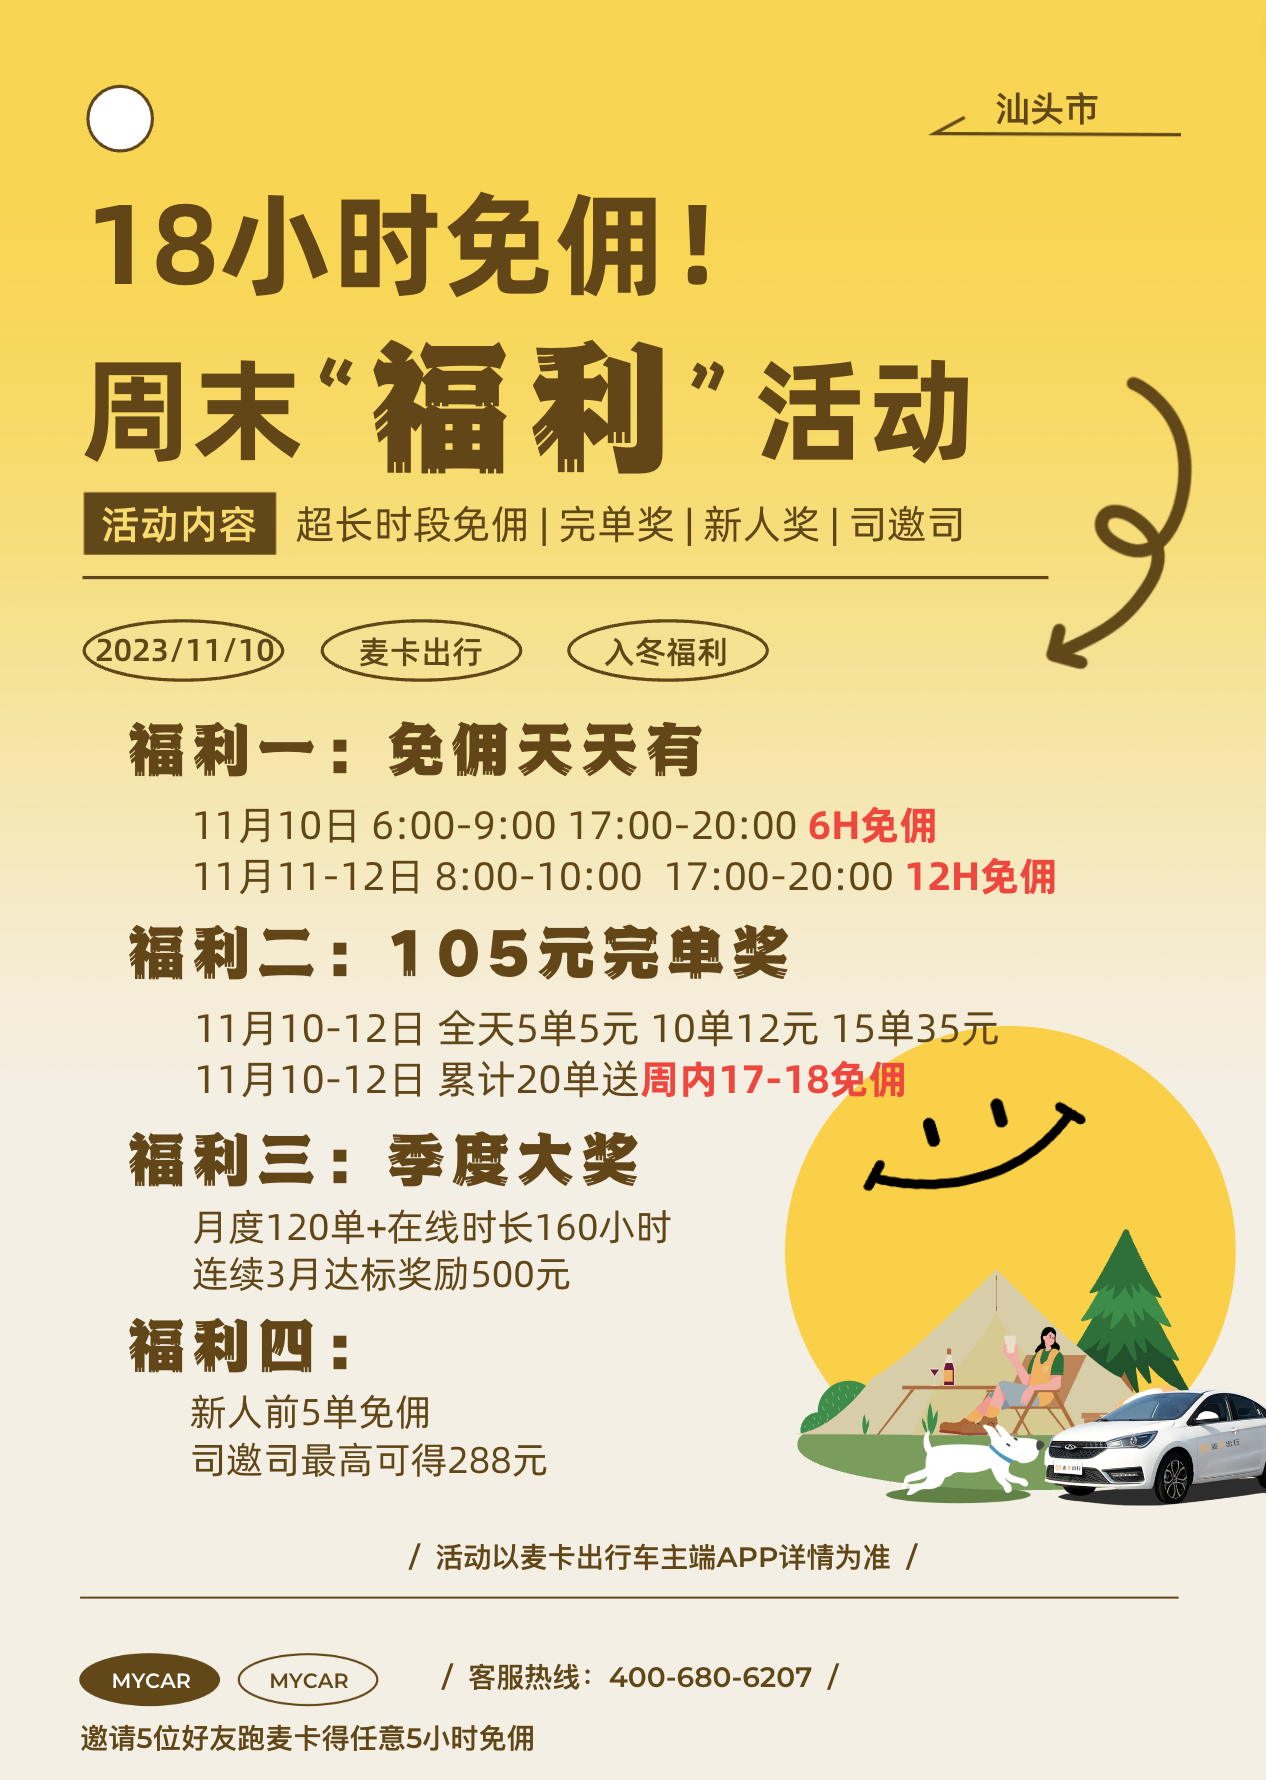 汕头市
18小时免佣！
周末“福利”活动
活动内容 超长时段免佣 | 完单奖 | 新人奖 | 司邀司
2023/11/10 麦卡出行 入冬福利
福利一：免佣天天有
11月10日 6:00-9:00 17:00-20:00 6H免佣
11月11-12日 8:00-10:00 17:00-20:00 12H免佣
福利二：105元完单奖
11月10-12日 全天5单5元 10单12元 15单35元
11月10-12日 累计20单送周内17-18免佣
福利三：季度大奖
月度120单+在线时长160小时
连续3月达标奖励500元
福利四：
新人前5单免佣
司邀司最高可得288元
麦卡出行
麦卡出行
/ 活动以麦卡出行车主端APP详情为准 /
MYCAR MYCAR / 客服热线：400-680-6207 /
邀请5位好友跑麦卡得任意5小时免佣